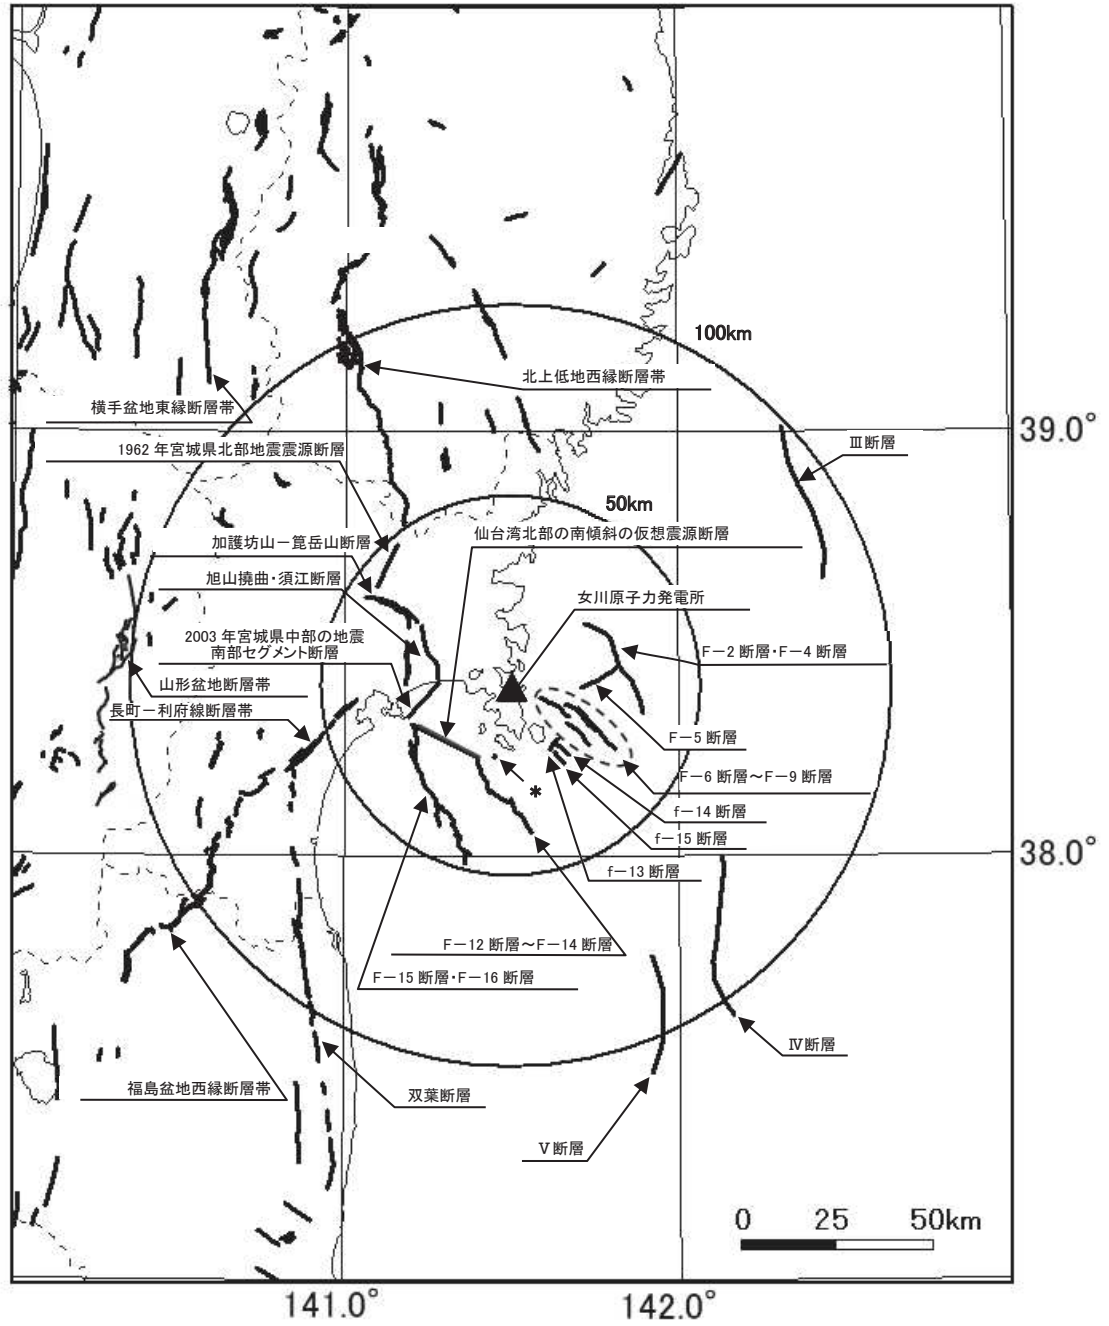 100km
北上低地西縁断層帯
横手盆地東縁断層帯
39.0°
Ⅲ断層
1962 年宮城県北部地震震源断層
50km
仙台湾北部の南傾斜の仮想震源断層
加護坊山－箟岳山断層
旭山撓曲・須江断層
女川原子力発電所
2003 年宮城県中部の地震
南部セグメント断層
F－2 断層・F－4 断層
山形盆地断層帯
長町－利府線断層帯
F－5 断層
F－6 断層～F－9 断層
*
f－14 断層
f－15 断層
38.0°
f－13 断層
F－12 断層～F－14 断層
F－15 断層・F－16 断層
Ⅳ断層
福島盆地西縁断層帯
双葉断層
Ⅴ断層
0 25 50km
141.0° 142.0°